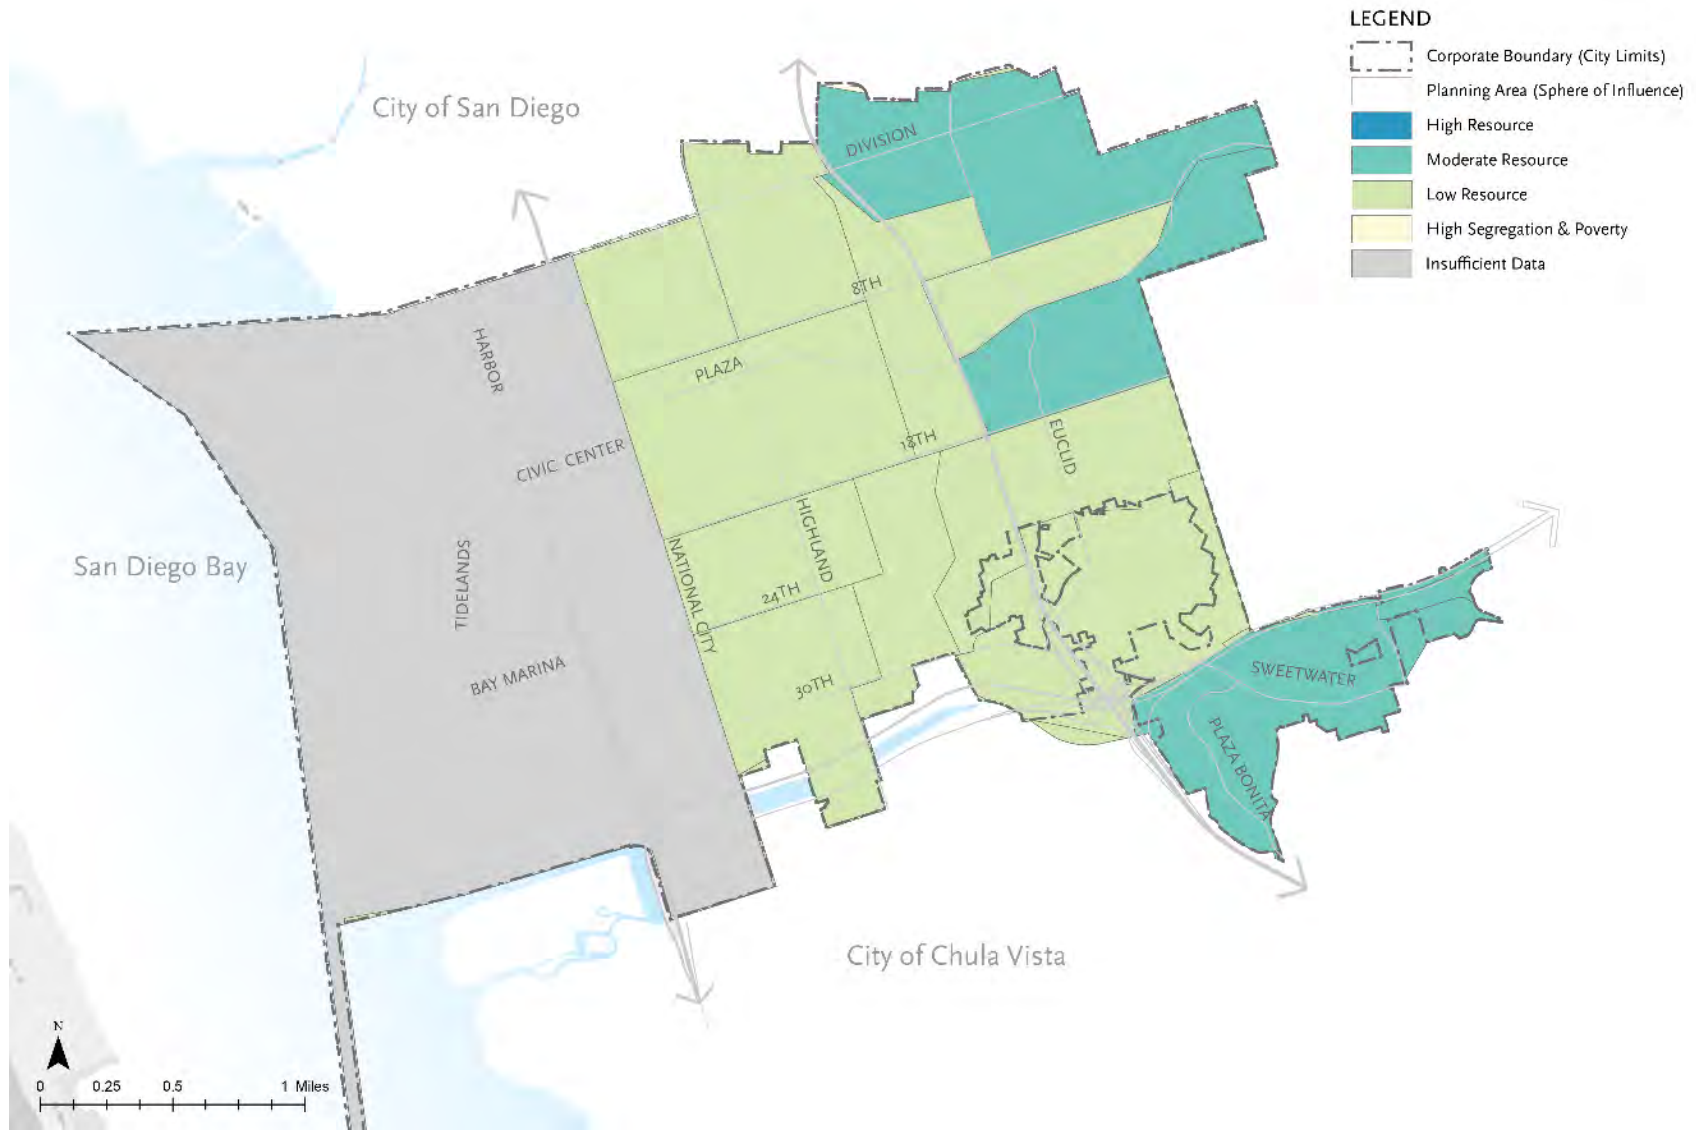 LEGEND
Corporate Boundary (City Limits)
Planning Area (Sphere of Influence)
High Resource
Moderate Resource
Low Resource
High Segregation & Poverty
Insufficient Data
City of San Diego
DIVISION
8TH
HARBOR
PLAZA
18TH
EUCLID
CIVIC CENTER
HIGHLAND
San Diego Bay
TIDELANDS
NATIONAL CITY
24TH
BAY MARINA
30TH
SWEETWATER
PLAZA BONITA
City of Chula Vista
N
0 0.25 0.5 1 Miles